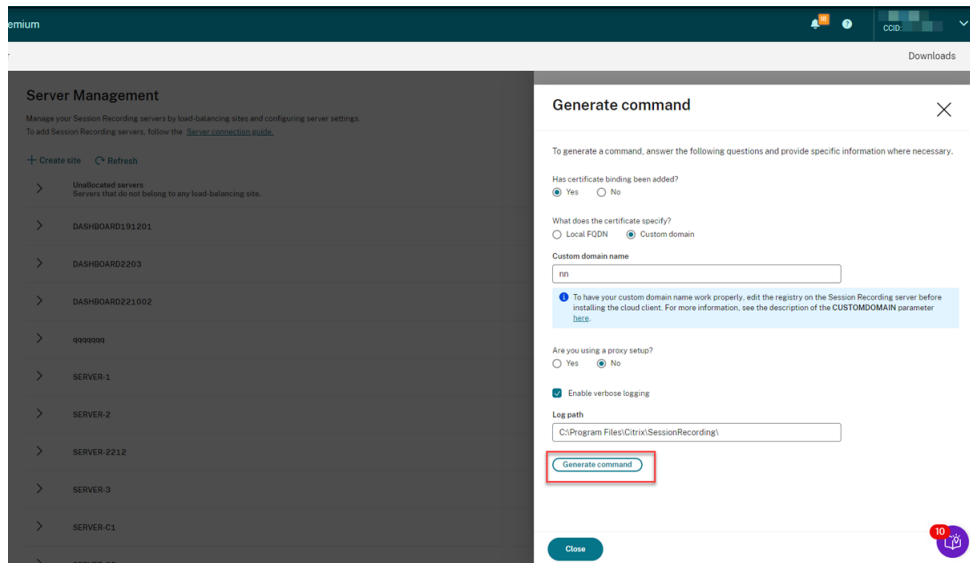 emium
CCID:
Downloads
Server Management
Manage your Session Recording servers by load-balancing sites and configuring server settings.
To add Session Recording servers, follow the Server connection guide.
+ Create site Refresh
Unallocated servers
Servers that do not belong to any load-balancing site.
DASHBOARD191201
DASHBOARD2203
DASHBOARD221002
qqqqqqq
SERVER-1
SERVER-2
SERVER-2212
SERVER-3
SERVER-C1
Generate command
To generate a command, answer the following questions and provide specific information where necessary.
Has certificate binding been added?
Yes No
What does the certificate specify?
Local FQDN Custom domain
Custom domain name
nn
To have your custom domain name work properly, edit the registry on the Session Recording server before
installing the cloud client. For more information, see the description of the CUSTOMDOMAIN parameter
here.
Are you using a proxy setup?
Yes No
Enable verbose logging
Log path
C:\Program Files\Citrix\SessionRecording\
Generate command
Close
10